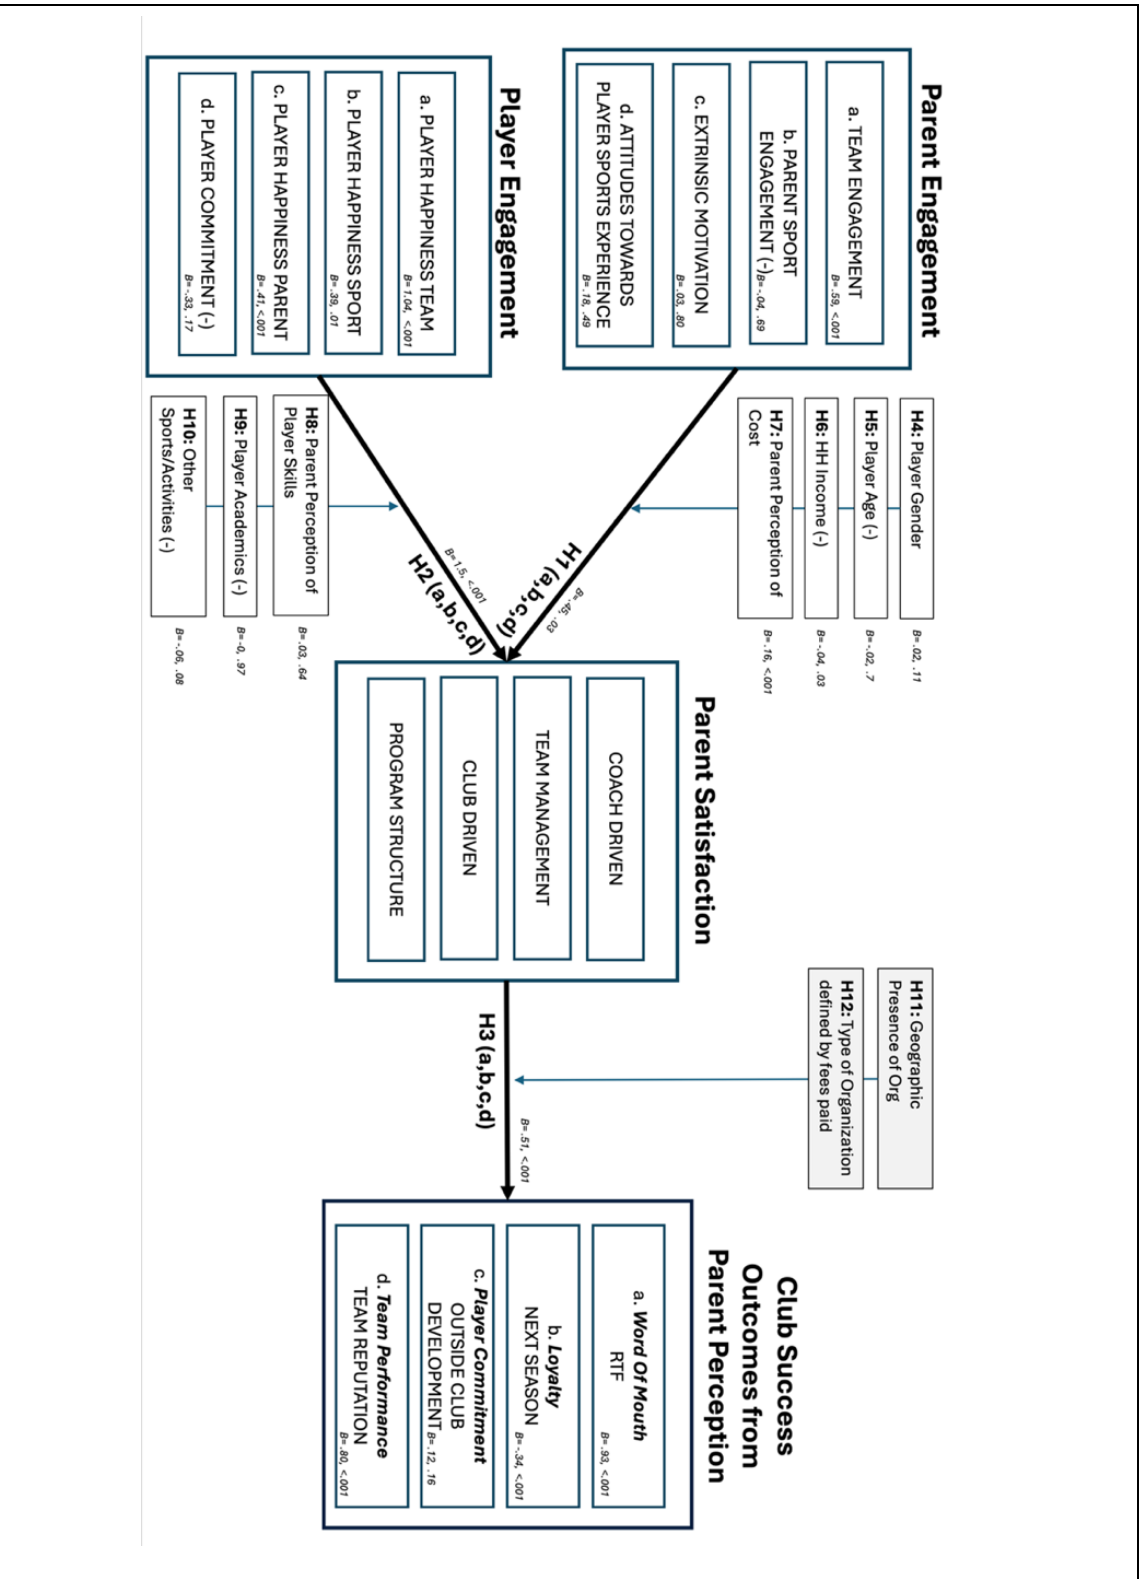 Parent Engagement
a. TEAM ENGAGEMENT
B= .59, <.001
b. PARENT SPORT
ENGAGEMENT (-)
B=-.04, .69
c. EXTRINSIC MOTIVATION
B= .03, .80
d. ATTITUDES TOWARDS
PLAYER SPORTS EXPERIENCE
B= .18, .49
Player Engagement
a. PLAYER HAPPINESS TEAM
B= 1.04, <.001
b. PLAYER HAPPINESS SPORT
B= .39, .01
c. PLAYER HAPPINESS PARENT
B= .41, <.001
d. PLAYER COMMITMENT (-)
B= -.33, .17
H4: Player Gender
B= .02, .11
H5: Player Age (-)
B=-.02, .7
H6: HH Income (-)
B=-.04, .03
H7: Parent Perception of
Cost
B= .16, <.001
H1 (a,b,c,d)
B= .45, .03
B= 1.5, <.001
H2 (a,b,c,d)
H8: Parent Perception of
Player Skills
B= .03, .64
H9: Player Academics (-)
B= -0, .97
H10: Other
Sports/Activities (-)
B= -.06, .08
Parent Satisfaction
COACH DRIVEN
TEAM MANAGEMENT
CLUB DRIVEN
PROGRAM STRUCTURE
H11: Geographic
Presence of Org
H12: Type of Organization
defined by fees paid
B= .51, <.001
H3 (a,b,c,d)
Club Success
Outcomes from
Parent Perception
a. Word Of Mouth
RTF
B= .93, <.001
b. Loyalty
NEXT SEASON
B= -.34, <.001
c. Player Commitment
OUTSIDE CLUB
DEVELOPMENT
B= .12, .16
d. Team Performance
TEAM REPUTATION
B= .80, <.001